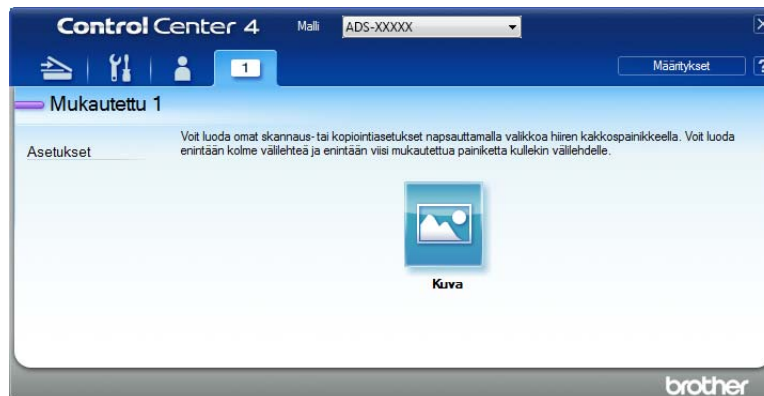 Control Center 4 Malli ADS-XXXXX
1 Määritykset ?
Mukautettu 1
Voit luoda omat skannaus- tai kopiointiasetukset napsauttamalla valikkoa hiiren kakkospainikkeella. Voit luoda
Asetukset enintään kolme välilehteä ja enintään viisi mukautettua painiketta kullekin välilehdelle.
Kuva
brother